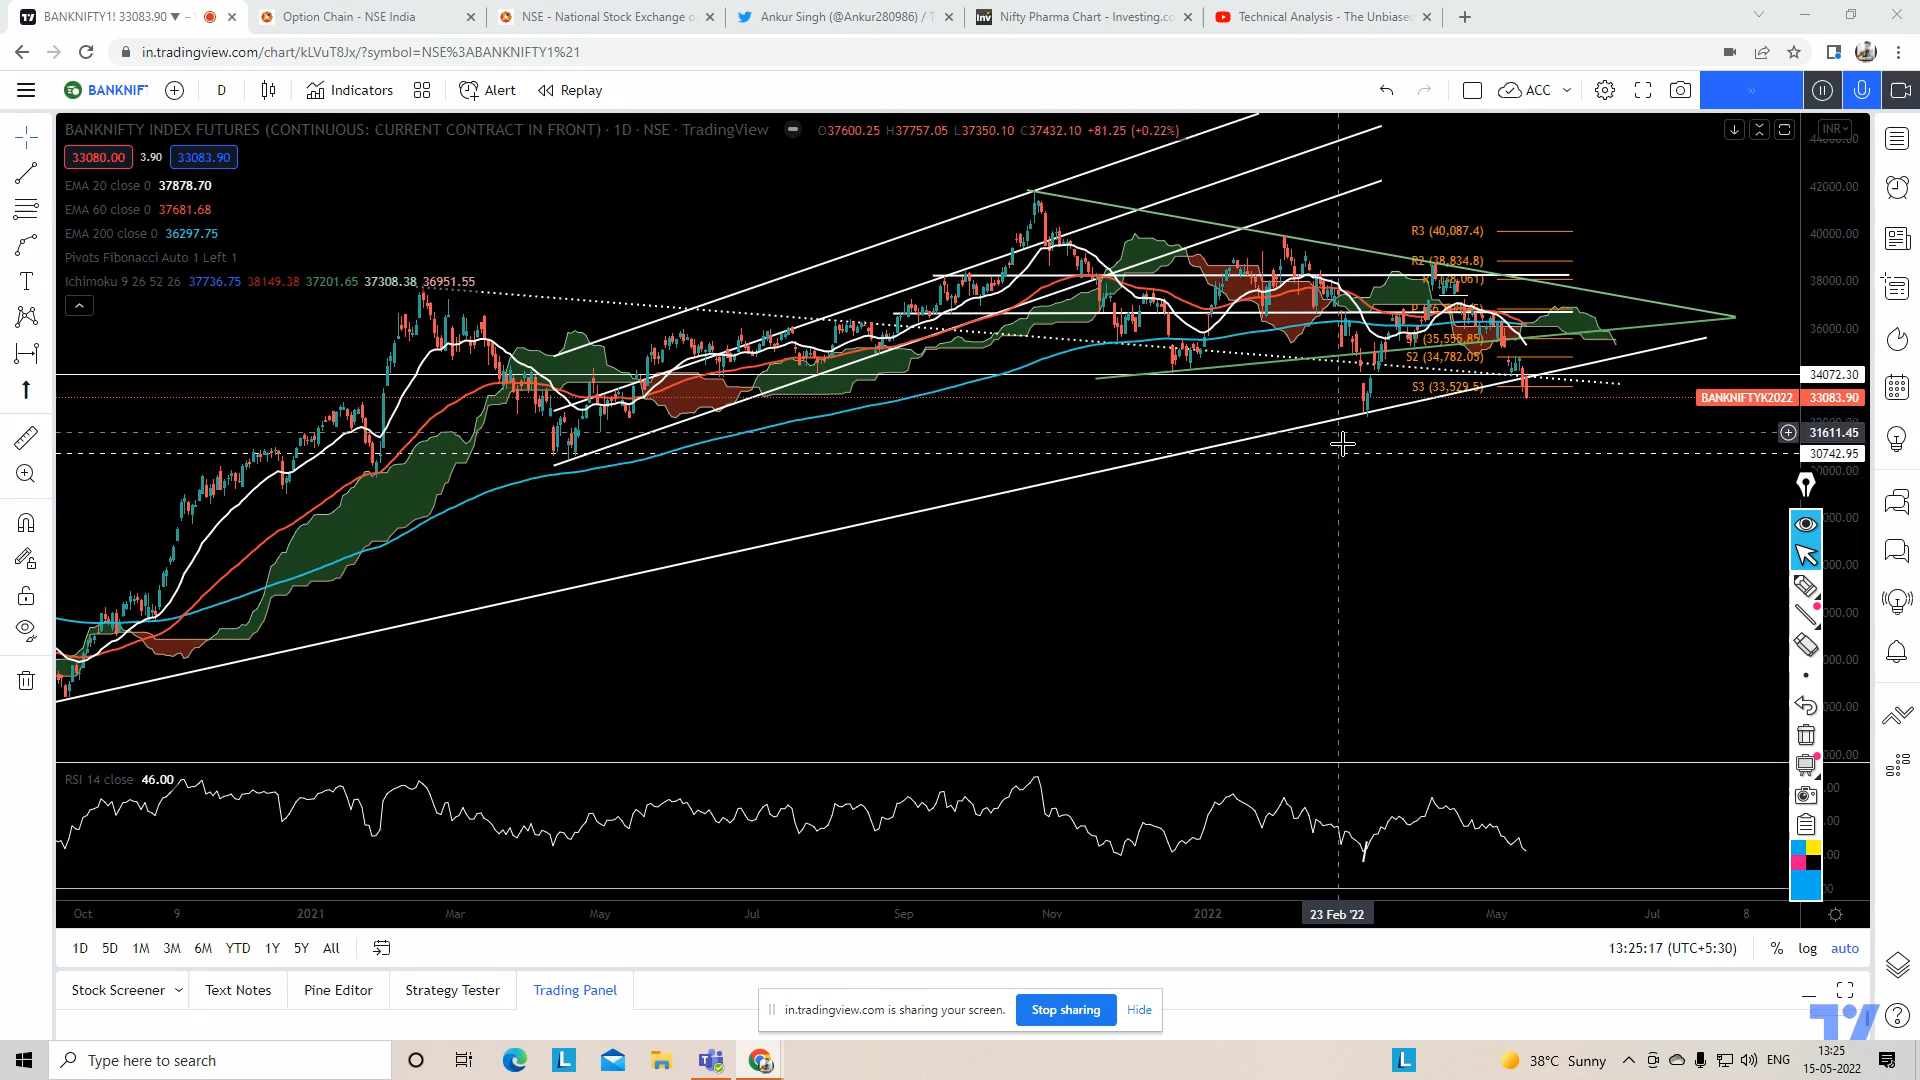 BANKNIFTY1! 33083.90 ▼ −
Option Chain - NSE India
NSE - National Stock Exchange o
Ankur Singh (@Ankur280986) / T
Nifty Pharma Chart - Investing.co
Technical Analysis - The Unbiase
in.tradingview.com/chart/kLVuT8Jx/?symbol=NSE%3ABANKNIFTY1%21
BANKNIF
D
Indicators
Alert
Replay
ACC
BANKNIFTY INDEX FUTURES (CONTINUOUS: CURRENT CONTRACT IN FRONT) · 1D · NSE · TradingView
O37600.25 H37757.05 L37350.10 C37432.10 +81.25 (+0.22%)
INR
33080.00 3.90 33083.90
EMA 20 close 0 37878.70
EMA 60 close 0 37681.68
EMA 200 close 0 36297.75
Pivots Fibonacci Auto 1 Left 1
Ichimoku 9 26 52 26 37736.75 38149.38 37201.65 37308.38 36951.55
R3 (40,087.4)
R2 (38,834.8)
S1 (35,555.85)
S2 (34,782.05)
S3 (33,529.5)
42000.00
40000.00
38000.00
36000.00
34072.30
BANKNIFTYK2022 33083.90
31611.45
30742.95
RSI 14 close 46.00
Oct 9 2021 Mar May Jul Sep Nov 2022 23 Feb '22 May Jul 8
1D 5D 1M 3M 6M YTD 1Y 5Y All
13:25:17 (UTC+5:30) % log auto
Stock Screener Text Notes Pine Editor Strategy Tester Trading Panel
in.tradingview.com is sharing your screen. Stop sharing Hide
Type here to search
38°C Sunny
ENG
13:25
15-05-2022